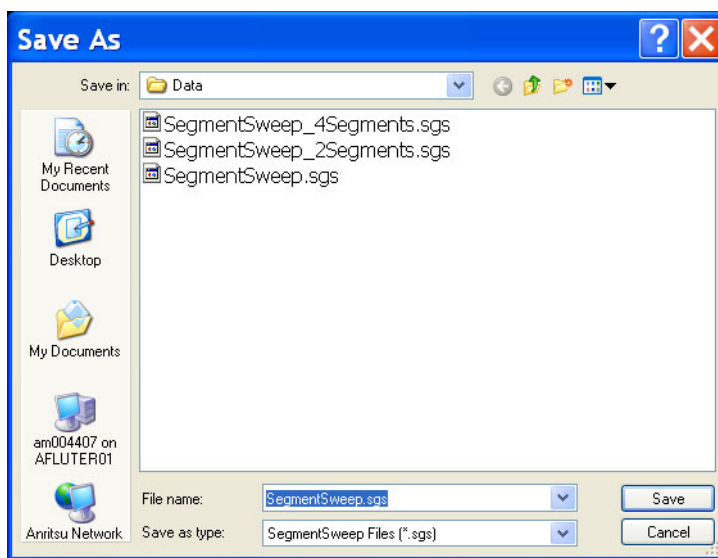 Save As
Save in:
Data
SegmentSweep_4Segments.sgs
SegmentSweep_2Segments.sgs
SegmentSweep.sgs
My Recent
Documents
Desktop
My Documents
am004407 on
AFLUTER01
Anritsu Network
File name:
SegmentSweep.sgs
Save
Save as type:
SegmentSweep Files (*.sgs)
Cancel